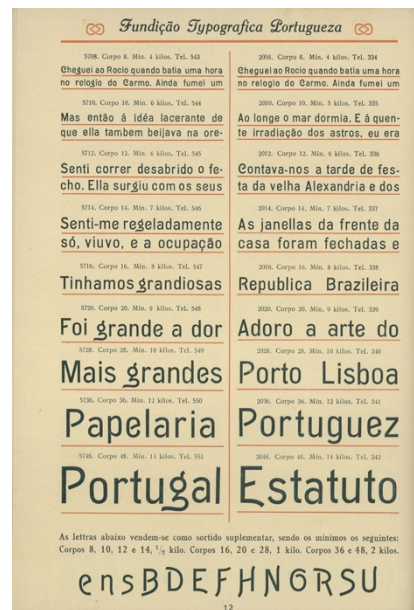 Fundição Typografica Portugueza
5708. Corpo 8. Min. 4 kilos. Tel. 543
Cheguei ao Rocio quando batia uma hora
no relogio do Carmo. Ainda fumei um
5710. Corpo 10. Min. 6 kilos. Tel. 544
Mas então á idéa lacerante de
que ella tambem beijava na ore-
5712. Corpo 12. Min. 6 kilos. Tel. 545
Senti correr desabrido o fe-
cho. Ella surgiu com os seus
5714. Corpo 14. Min. 7 kilos. Tel. 546
Senti-me regeladamente
só, viuvo, e a ocupação
5716. Corpo 16. Min. 8 kilos. Tel. 547
Tinhamos grandiosas
5720. Corpo 20. Min. 9 kilos. Tel. 548
Foi grande a dor
5728. Corpo 28. Min. 10 kilos. Tel. 549
Mais grandes
5736. Corpo 36. Min. 12 kilos. Tel. 550
Papelaria
5748. Corpo 48. Min. 14 kilos. Tel. 551
Portugal
2008. Corpo 8. Min. 4 kilos. Tel. 334
Cheguei ao Rocio quando batia uma hora
no relogio do Carmo. Ainda fumei um
2010. Corpo 10. Min. 5 kilos. Tel. 335
Ao longe o mar dormia. E á quen-
te irradiação dos astros, eu era
2012. Corpo 12. Min. 6 kilos. Tel. 336
Contava-nos a tarde de fes-
ta da velha Alexandria e dos
2014. Corpo 14. Min. 7 kilos. Tel. 337
As janellas da frente da
casa foram fechadas e
2016. Corpo 16. Min. 8 kilos. Tel. 338
Republica Brazileira
2020. Corpo 20. Min. 9 kilos. Tel. 339
Adoro a arte do
2028. Corpo 28. Min. 10 kilos. Tel. 340
Porto Lisboa
2036. Corpo 36. Min. 12 kilos. Tel. 341
Portuguez
2048. Corpo 48. Min. 14 kilos. Tel. 342
Estatuto
As letras abaixo vendem-se como sortido suplementar, sendo os minimos os seguintes:
Corpos 8, 10, 12 e 14, ½ kilo. Corpos 16, 20 e 28, 1 kilo. Corpos 36 e 48, 2 kilos.
ensBDEFHNGRSU
12